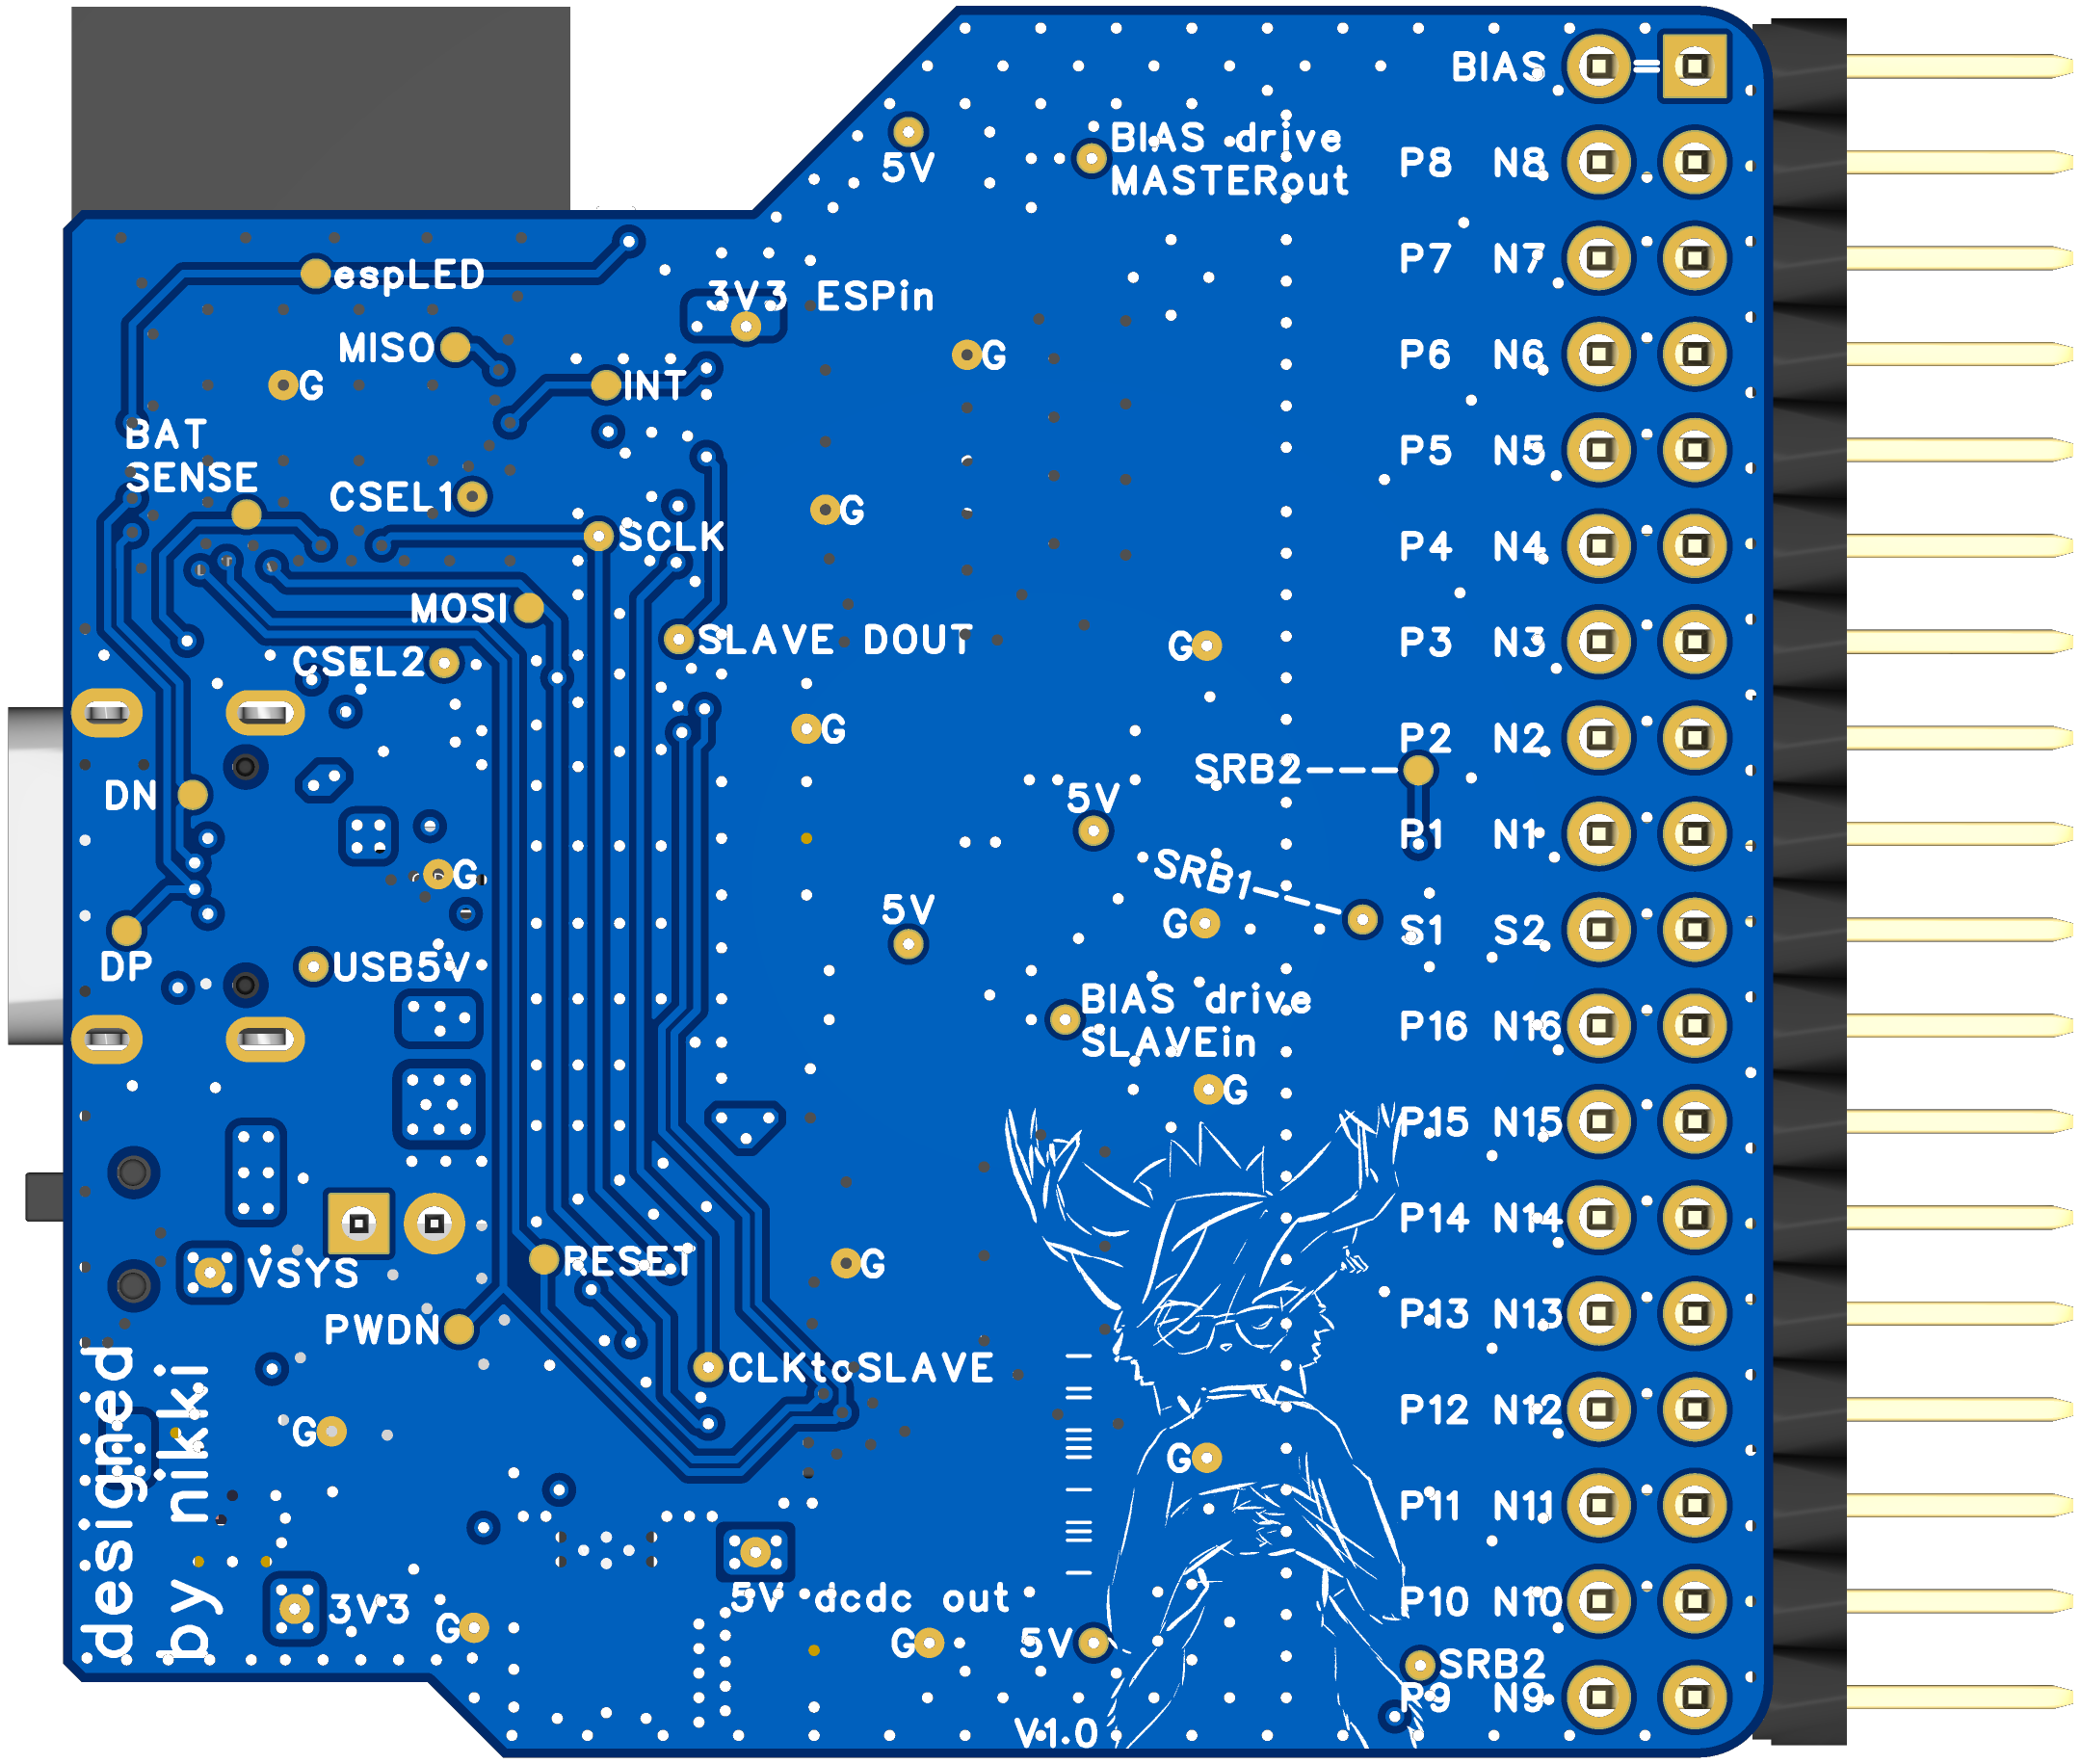 BIAS =
BIAS drive
MASTERout
5V
P8 N8
P7 N7
espLED
3V3 ESPin
MISO
G
P6 N6
G
INT
BAT
SENSE
P5 N5
CSEL1
G
SCLK
P4 N4
MOSI
SLAVE DOUT
G
P3 N3
CSEL2
G
P2 N2
SRB2
DN
5V
P1 N1
G
SRB1
5V
G
S1 S2
DP
USB5V
BIAS drive
SLAVEin
P16 N16
G
P15 N15
P14 N14
RESET
G
VSYS
PWDN
P13 N13
CLKtoSLAVE
P12 N12
G
G
P11 N11
designed
by nikki
5V dcdc out
3V3
G
G
5V
P10 N10
SRB2
P9 N9
V1.0